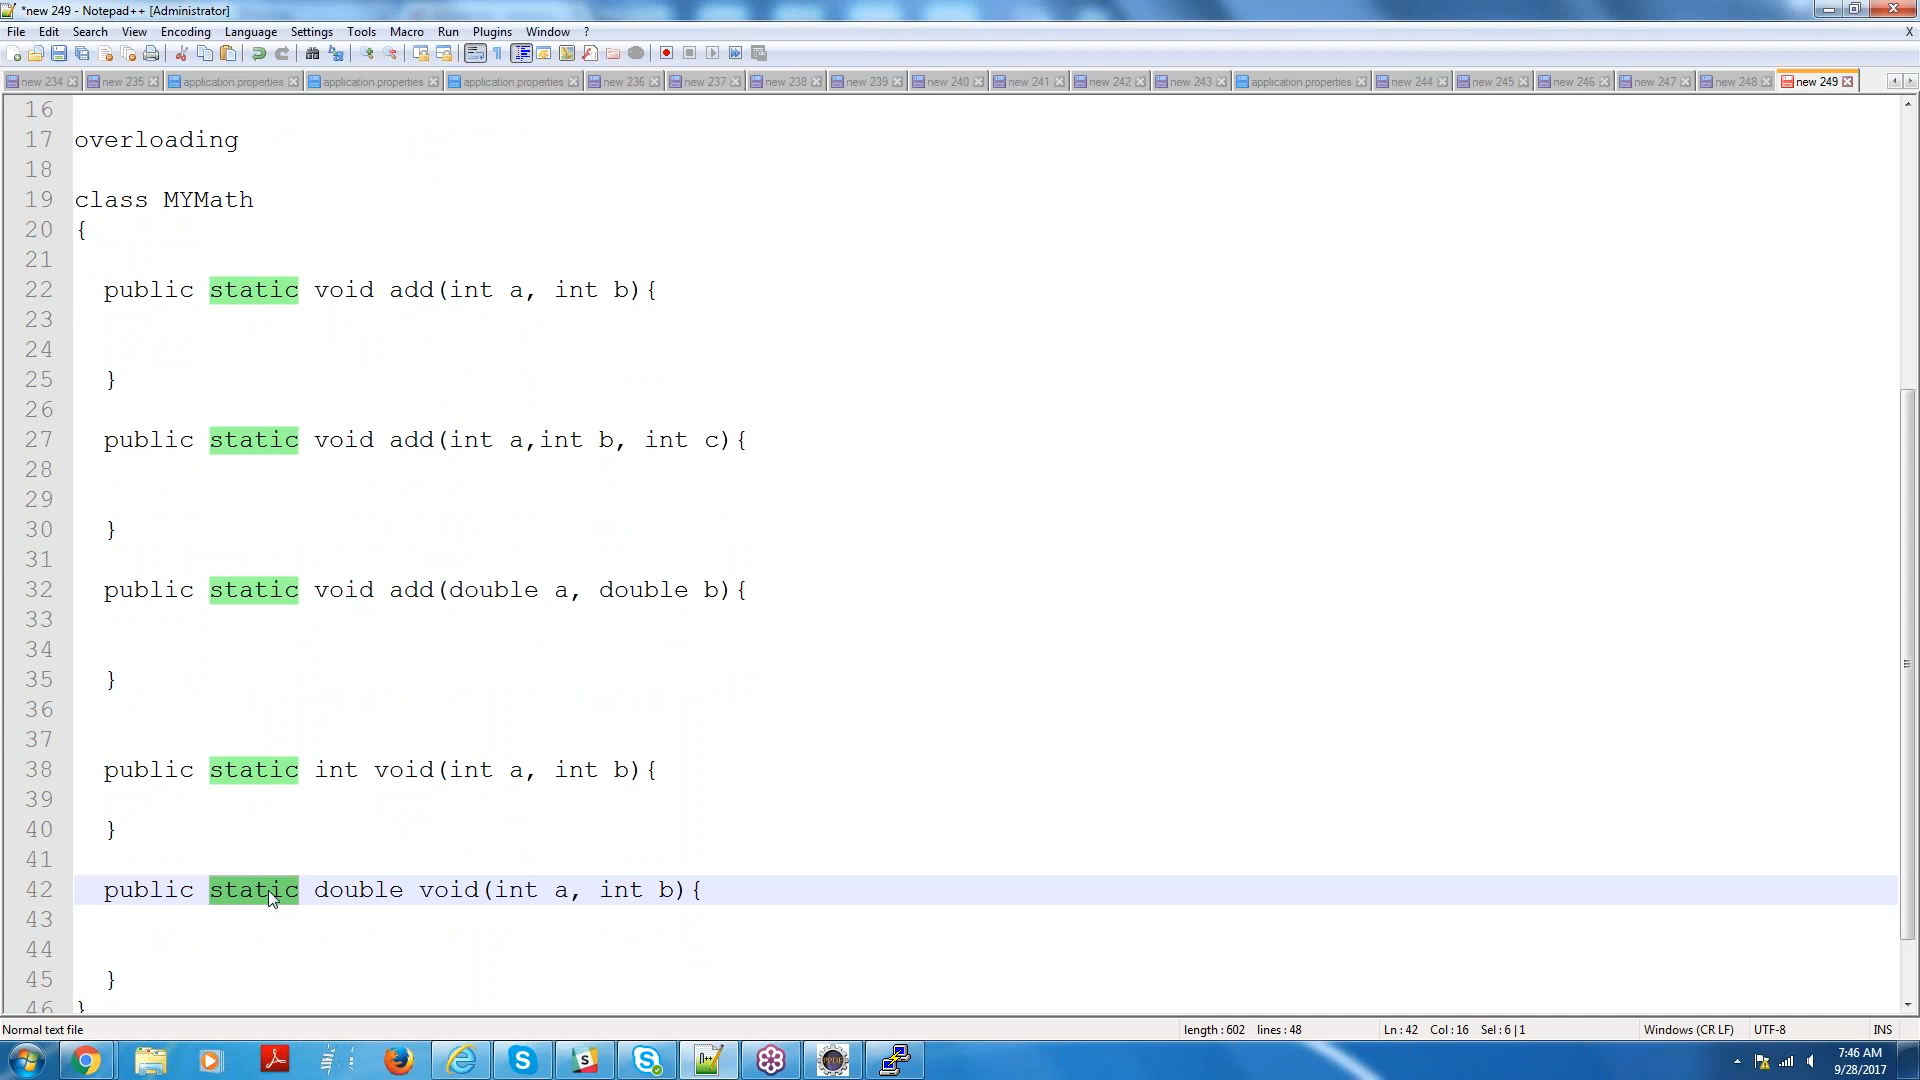 *new 249 - Notepad++ [Administrator]
File Edit Search View Encoding Language Settings Tools Macro Run Plugins Window ? X
new 234 new 235 application.properties application.properties application.properties new 236 new 237 new 238 new 239 new 240 new 241 new 242 new 243 application.properties new 244 new 245 new 246 new 247 new 248 new 249
16
17 overloading
18
19 class MYMath
20 {
21
22 public static void add(int a, int b){
23
24
25 }
26
27 public static void add(int a,int b, int c){
28
29
30 }
31
32 public static void add(double a, double b){
33
34
35 }
36
37
38 public static int void(int a, int b){
39
40 }
41
42 public static double void(int a, int b){
43
44
45 }
46 }
Normal text file length : 602 lines : 48 Ln : 42 Col : 16 Sel : 6 | 1 Windows (CR LF) UTF-8 INS
7:46 AM
9/28/2017